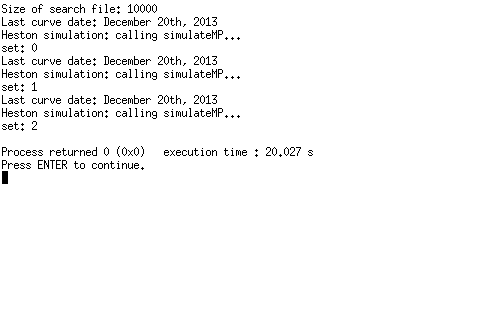 Size of search file: 10000
Last curve date: December 20th, 2013
Heston simulation: calling simulateMP...
set: 0
Last curve date: December 20th, 2013
Heston simulation: calling simulateMP...
set: 1
Last curve date: December 20th, 2013
Heston simulation: calling simulateMP...
set: 2
Process returned 0 (0x0)   execution time : 20.027 s
Press ENTER to continue.